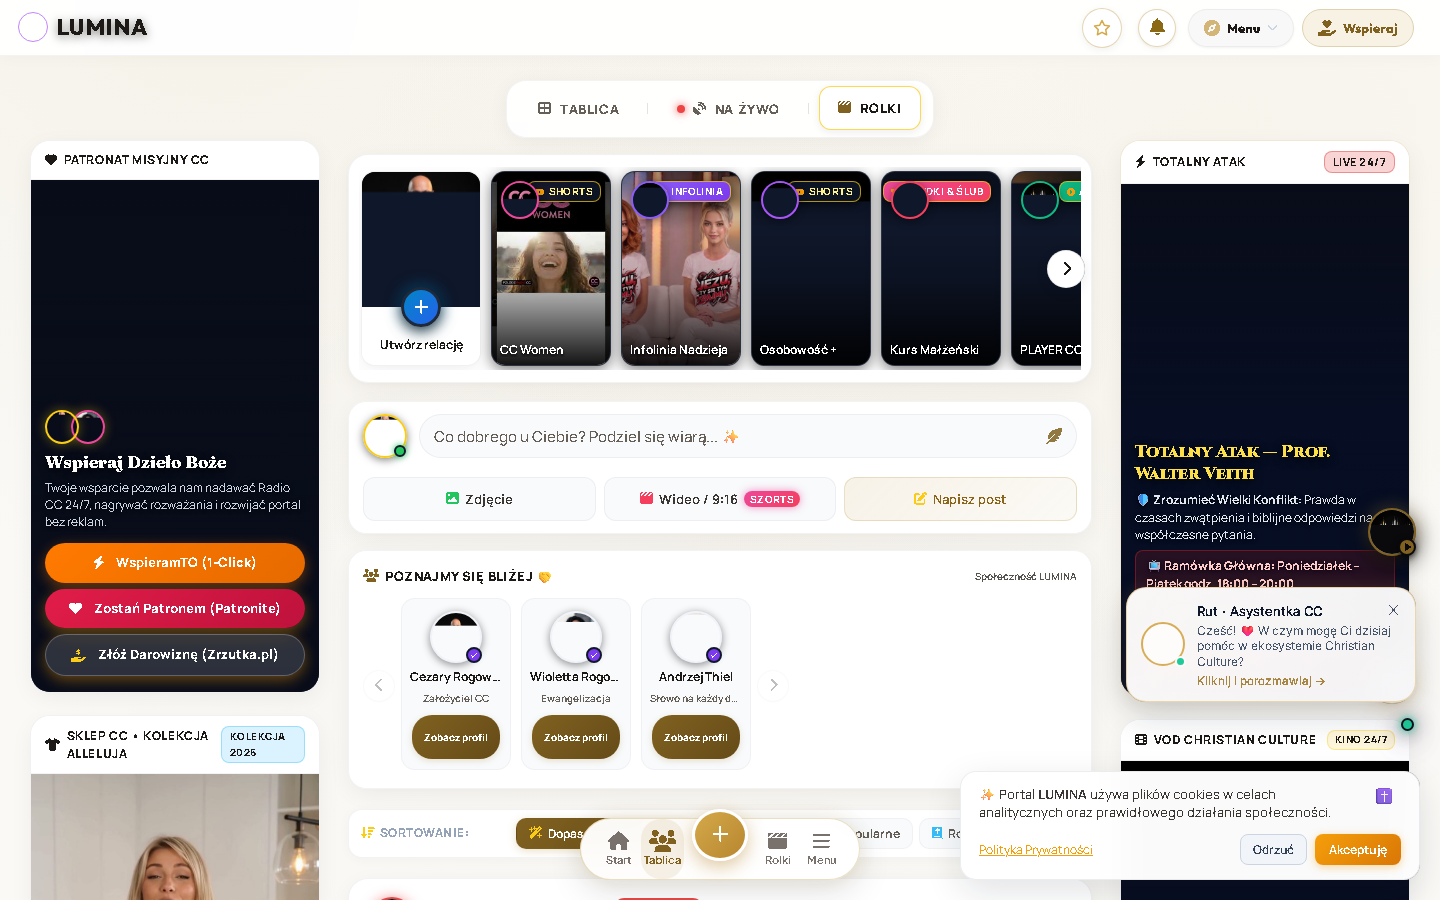 LUMINA
Menu
Wspieraj
TABLICA
NA ŻYWO
ROLKI
PATRONAT MISYJNY CC
Wspieraj Dzieło Boże
Twoje wsparcie pozwala nam nadawać Radio
CC 24/7, nagrywać rozważania i rozwijać portal
bez reklam.
WspieramTO (1-Click)
Zostań Patronem (Patronite)
Złóż Darowiznę (Zrzutka.pl)
SKLEP CC • KOLEKCJA
ALLELUJA
KOLEKCJA
2026
Utwórz relację
SHORTS
WOMEN
CC Women
INFOLINIA
Infolinia Nadzieja
SHORTS
Osobowość +
& ŚLUB
Kurs Małżeński
PLAYER CC
Co dobrego u Ciebie? Podziel się wiarą... ✨
Zdjęcie
Wideo / 9:16 SZORTS
Napisz post
POZNAJMY SIĘ BLIŻEJ
Społeczność LUMINA
Cezary Rogow...
Założyciel CC
Zobacz profil
Wioletta Rogo...
Ewangelizacja
Zobacz profil
Andrzej Thiel
Słowo na każdy d...
Zobacz profil
SORTOWANIE:
Start
Tablica
Rolki
Menu
TOTALNY ATAK
LIVE 24/7
Totalny Atak — Prof.
Walter Veith
Zrozumieć Wielki Konflikt: Prawda w
czasach zwątpienia i biblijne odpowiedzi na
współczesne pytania.
Ramówka Główna: Poniedziałek –
Piątek godz. 18:00 – 20:00
Rut · Asystentka CC
Cześć! ❤️ W czym mogę Ci dzisiaj
pomóc w ekosystemie Christian
Culture?
Kliknij i porozmawiaj →
VOD CHRISTIAN CULTURE
KINO 24/7
✨ Portal LUMINA używa plików cookies w celach
analitycznych oraz prawidłowego działania społeczności.
Polityka Prywatności
Odrzuć
Akceptuję